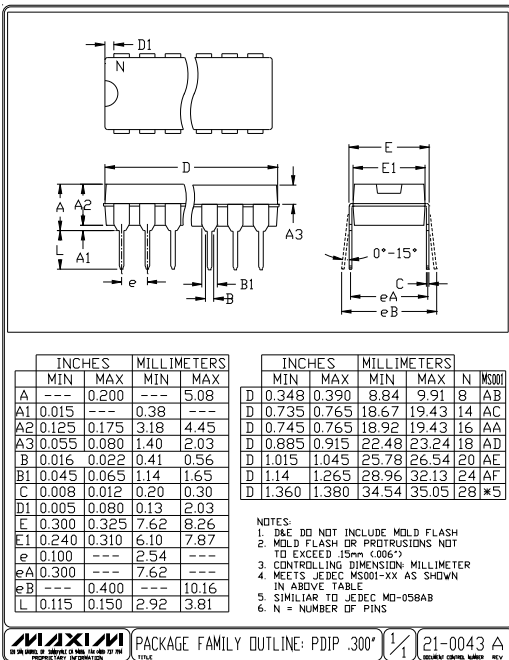 D1
N
D
E
E1
A
A2
A3
L
A1
0°-15°
e
B1
B
C
eA
eB
INCHES MILLIMETERS
MIN MAX MIN MAX
A --- 0.200 --- 5.08
A1 0.015 --- 0.38 ---
A2 0.125 0.175 3.18 4.45
A3 0.055 0.080 1.40 2.03
B 0.016 0.022 0.41 0.56
B1 0.045 0.065 1.14 1.65
C 0.008 0.012 0.20 0.30
D1 0.005 0.080 0.13 2.03
E 0.300 0.325 7.62 8.26
E1 0.240 0.310 6.10 7.87
e 0.100 --- 2.54 ---
eA 0.300 --- 7.62 ---
eB --- 0.400 --- 10.16
L 0.115 0.150 2.92 3.81
INCHES MILLIMETERS
MIN MAX MIN MAX N MS001
D 0.348 0.390 8.84 9.91 8 AB
D 0.735 0.765 18.67 19.43 14 AC
D 0.745 0.765 18.92 19.43 16 AA
D 0.885 0.915 22.48 23.24 18 AD
D 1.015 1.045 25.78 26.54 20 AE
D 1.14 1.265 28.96 32.13 24 AF
D 1.360 1.380 34.54 35.05 28 *5
NOTES:
1. D&E DO NOT INCLUDE MOLD FLASH
2. MOLD FLASH OR PROTRUSIONS NOT
TO EXCEED .15mm (.006")
3. CONTROLLING DIMENSION: MILLIMETER
4. MEETS JEDEC MS001-XX AS SHOWN
IN ABOVE TABLE
5. SIMILIAR TO JEDEC MO-058AB
6. N = NUMBER OF PINS
MAXIM
PROPRIETARY INFORMATION
PACKAGE FAMILY OUTLINE: PDIP .300"
TITLE
1/1
21-0043 A
DOCUMENT CONTROL NUMBER REV